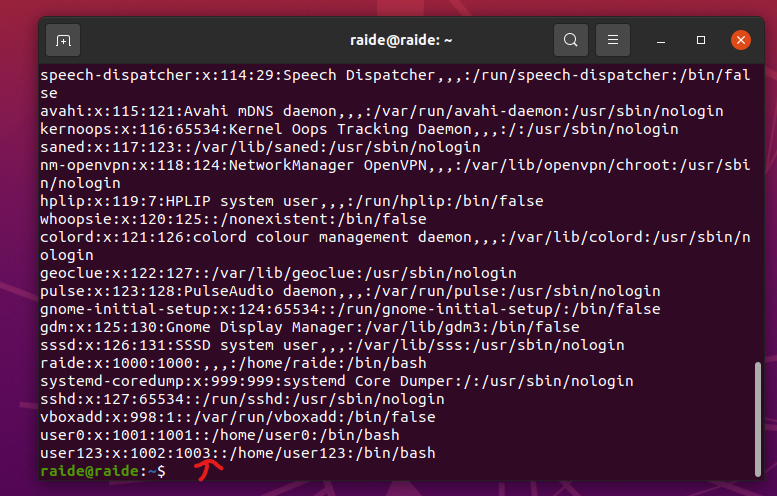 raide@raide: ~
speech-dispatcher:x:114:29:Speech Dispatcher,,,:/run/speech-dispatcher:/bin/fal
se
avahi:x:115:121:Avahi mDNS daemon,,,:/var/run/avahi-daemon:/usr/sbin/nologin
kernoops:x:116:65534:Kernel Oops Tracking Daemon,,,:/:/usr/sbin/nologin
saned:x:117:123::/var/lib/saned:/usr/sbin/nologin
nm-openvpn:x:118:124:NetworkManager OpenVPN,,,:/var/lib/openvpn/chroot:/usr/sbi
n/nologin
hplip:x:119:7:HPLIP system user,,,:/run/hplip:/bin/false
whoopsie:x:120:125::/nonexistent:/bin/false
colord:x:121:126:colord colour management daemon,,,:/var/lib/colord:/usr/sbin/n
ologin
geoclue:x:122:127::/var/lib/geoclue:/usr/sbin/nologin
pulse:x:123:128:PulseAudio daemon,,,:/var/run/pulse:/usr/sbin/nologin
gnome-initial-setup:x:124:65534::/run/gnome-initial-setup/:/bin/false
gdm:x:125:130:Gnome Display Manager:/var/lib/gdm3:/bin/false
sssd:x:126:131:SSSD system user,,,:/var/lib/sss:/usr/sbin/nologin
raide:x:1000:1000:,,,:/home/raide:/bin/bash
systemd-coredump:x:999:999:systemd Core Dumper:/:/usr/sbin/nologin
sshd:x:127:65534::/run/sshd:/usr/sbin/nologin
vboxadd:x:998:1::/var/run/vboxadd:/bin/false
user0:x:1001:1001::/home/user0:/bin/bash
user123:x:1002:1003::/home/user123:/bin/bash
raide@raide:~$